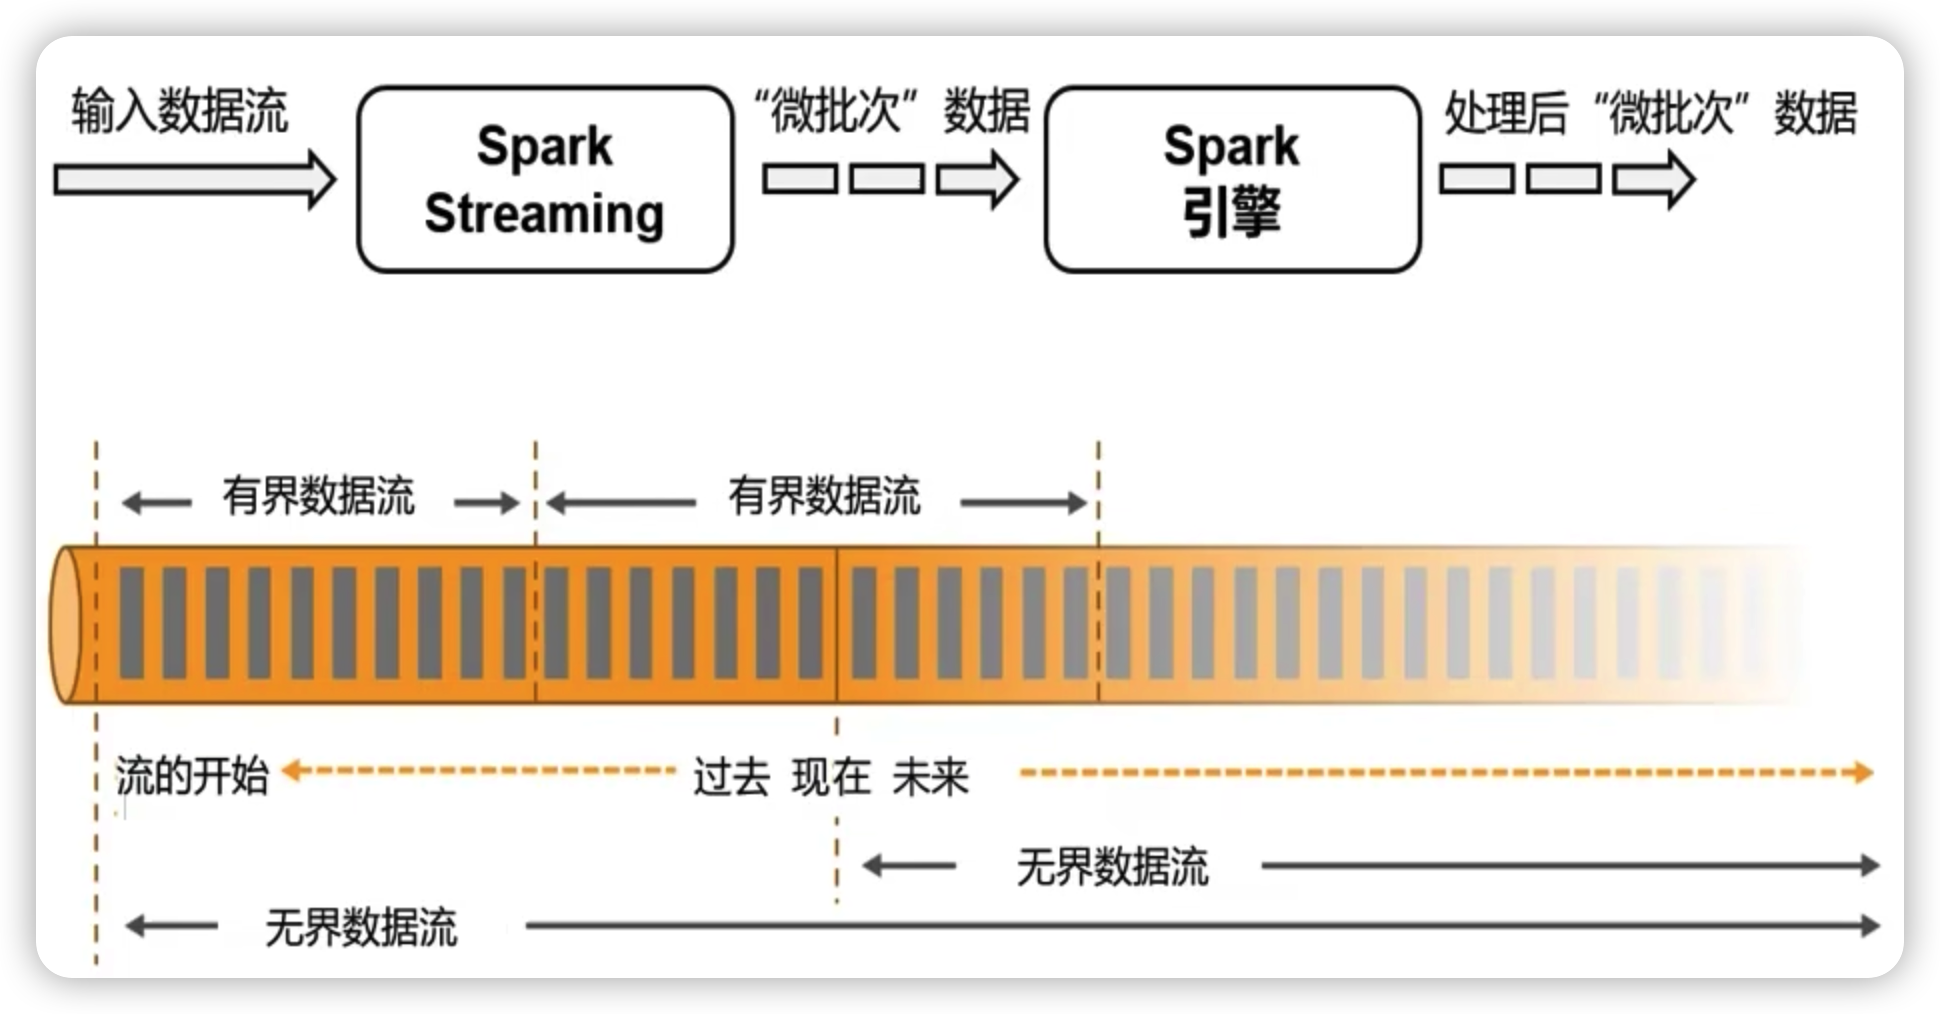 输入数据流
Spark
Streaming
“微批次” 数据
Spark
引擎
处理后 “微批次” 数据
有界数据流
有界数据流
流的开始
过去 现在 未来
无界数据流
无界数据流